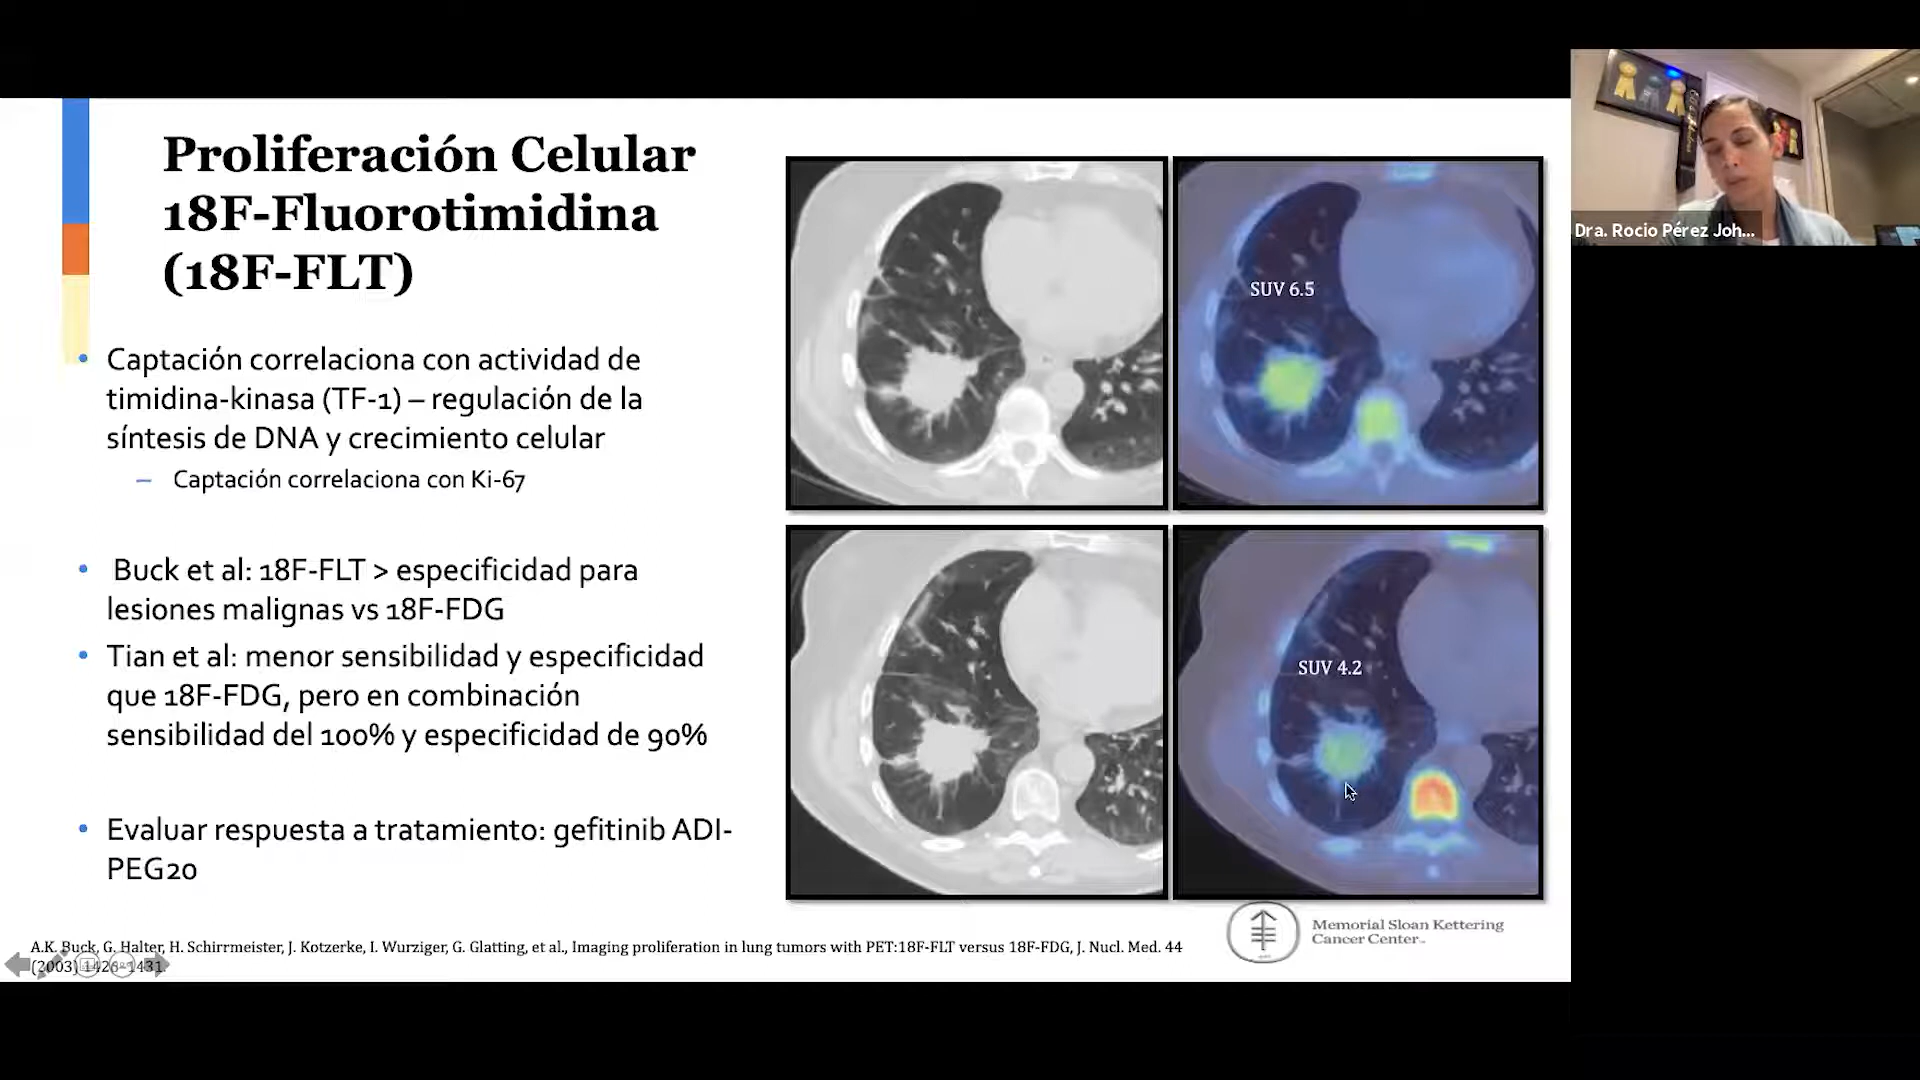 Proliferación Celular
18F-Fluorotimidina
(18F-FLT)
• Captación correlaciona con actividad de
timidina-kinasa (TF-1) – regulación de la
síntesis de DNA y crecimiento celular
– Captación correlaciona con Ki-67
• Buck et al: 18F-FLT > especificidad para
lesiones malignas vs 18F-FDG
• Tian et al: menor sensibilidad y especificidad
que 18F-FDG, pero en combinación
sensibilidad del 100% y especificidad de 90%
• Evaluar respuesta a tratamiento: gefitinib ADI-
PEG20
SUV 6.5
SUV 4.2
A.K. Buck, G. Halter, H. Schirrmeister, J. Kotzerke, I. Wurziger, G. Glatting, et al., Imaging proliferation in lung tumors with PET:18F-FLT versus 18F-FDG, J. Nucl. Med. 44
(2003) 1426–1431.
Memorial Sloan Kettering
Cancer Center
Dra. Rocio Pérez Joh...